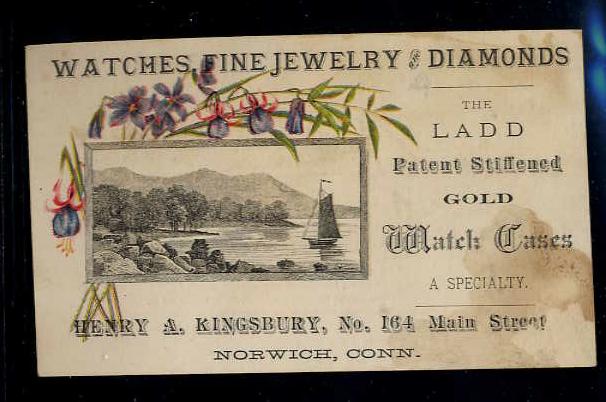 WATCHES, FINE JEWELRY & DIAMONDS
THE
LADD
Patent Stiffened
GOLD
Watch Cases
A SPECIALTY.
HENRY A. KINGSBURY, No. 164 Main Street
NORWICH, CONN.